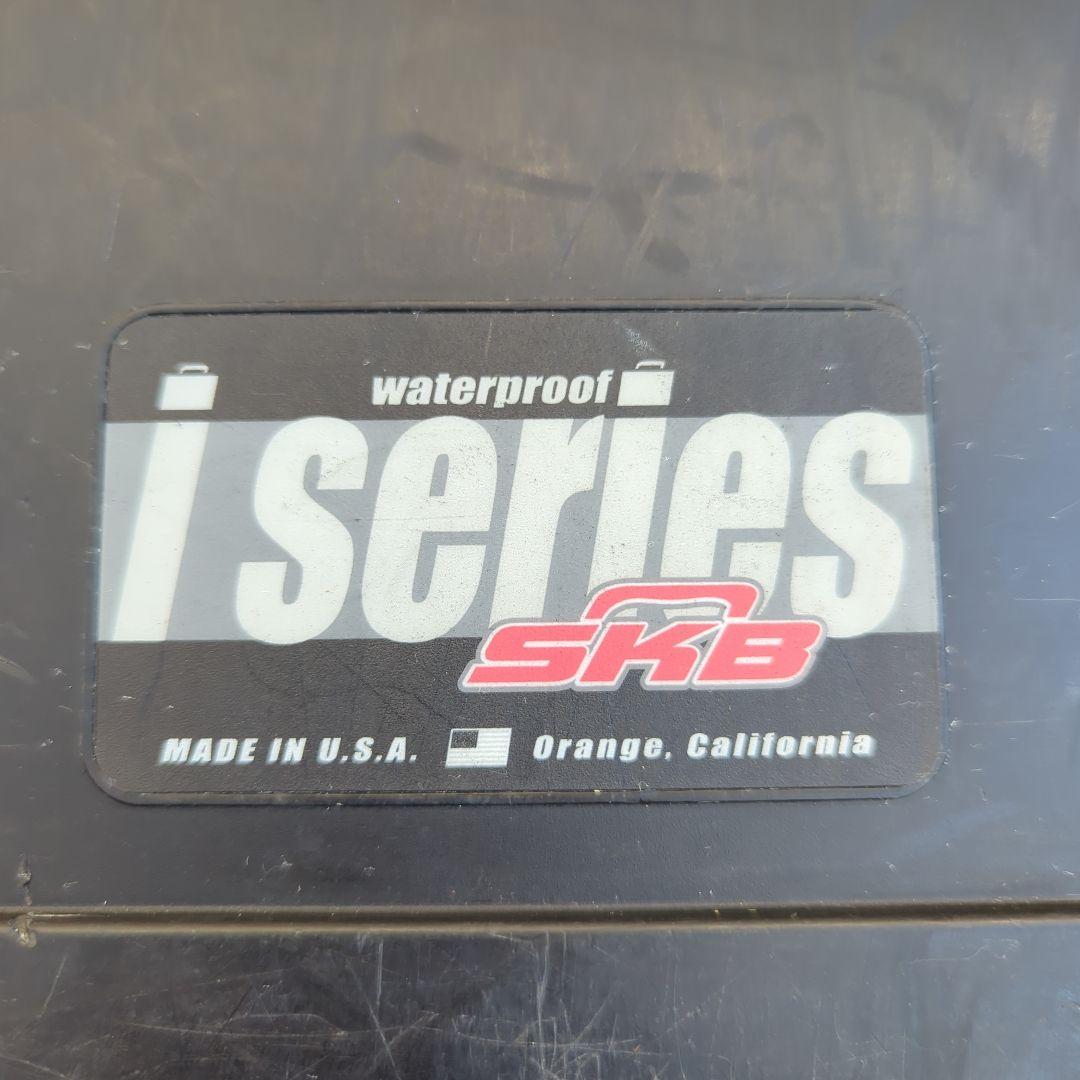 waterproof
i series
SKB
MADE IN U.S.A. Orange, California